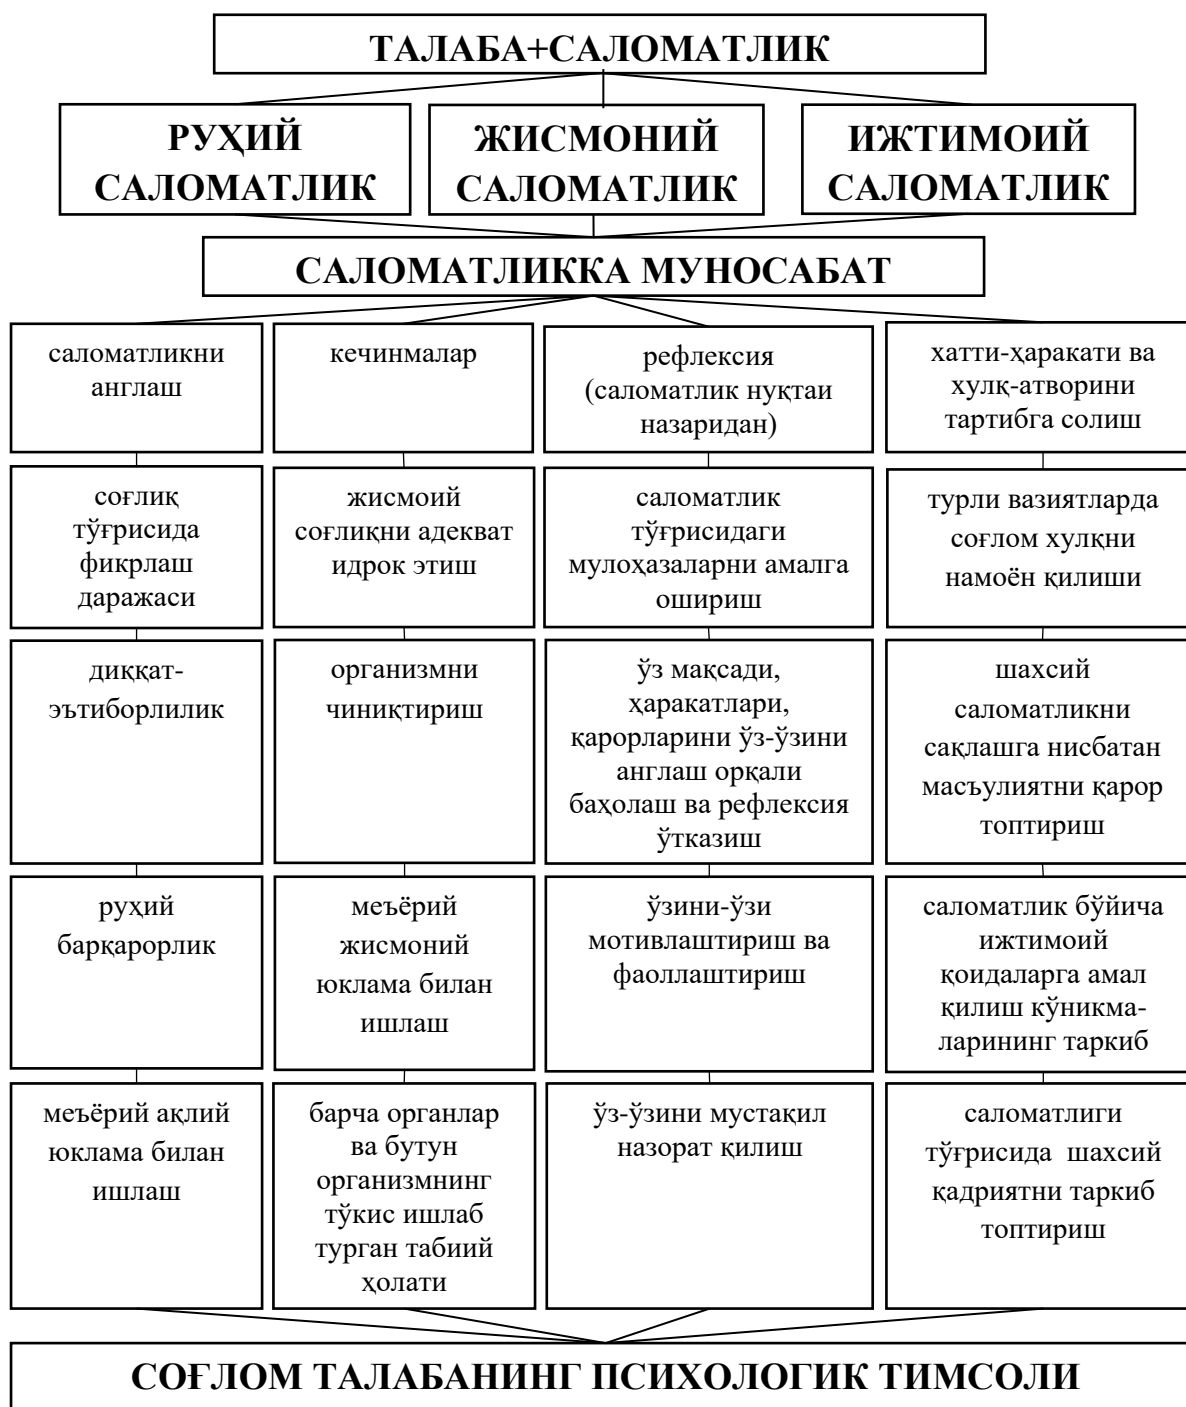 ТАЛАБА+САЛОМАТЛИК
РУҲИЙ
САЛОМАТЛИК
ЖИСМОНИЙ
САЛОМАТЛИК
ИЖТИМОИЙ
САЛОМАТЛИК
САЛОМАТЛИККА МУНОСАБАТ
саломатликни
англаш
кечинмалар
рефлексия
(саломатлик нуқтаи
назаридан)
хатти-ҳаракати ва
хулқ-атворини
тартибга солиш
соғлиқ
тўғрисида
фикрлаш
даражаси
жисмоий
соғлиқни адекват
идрок этиш
саломатлик
тўғрисидаги
мулоҳазаларни амалга
ошириш
турли вазиятларда
соғлом хулқни
намоён қилиши
диққат-
эътиборлилик
организмни
чиниқтириш
ўз мақсади,
ҳаракатлари,
қарорларини ўз-ўзини
англаш орқали
баҳолаш ва рефлексия
ўтказиш
шахсий
саломатликни
сақлашга нисбатан
масъулиятни қарор
топтириш
руҳий
барқарорлик
меъёрий
жисмоний
юклама билан
ишлаш
ўзини-ўзи
мотивлаштириш ва
фаоллаштириш
саломатлик бўйича
ижтимоий
қоидаларга амал
қилиш кўникма-
ларининг таркиб
меъёрий ақлий
юклама билан
ишлаш
барча органлар
ва бутун
организмнинг
тўкис ишлаб
турган табиий
ҳолати
ўз-ўзини мустақил
назорат қилиш
саломатлиги
тўғрисида шахсий
қадриятни таркиб
топтириш
СОҒЛОМ ТАЛАБАНИНГ ПСИХОЛОГИК ТИМСОЛИ